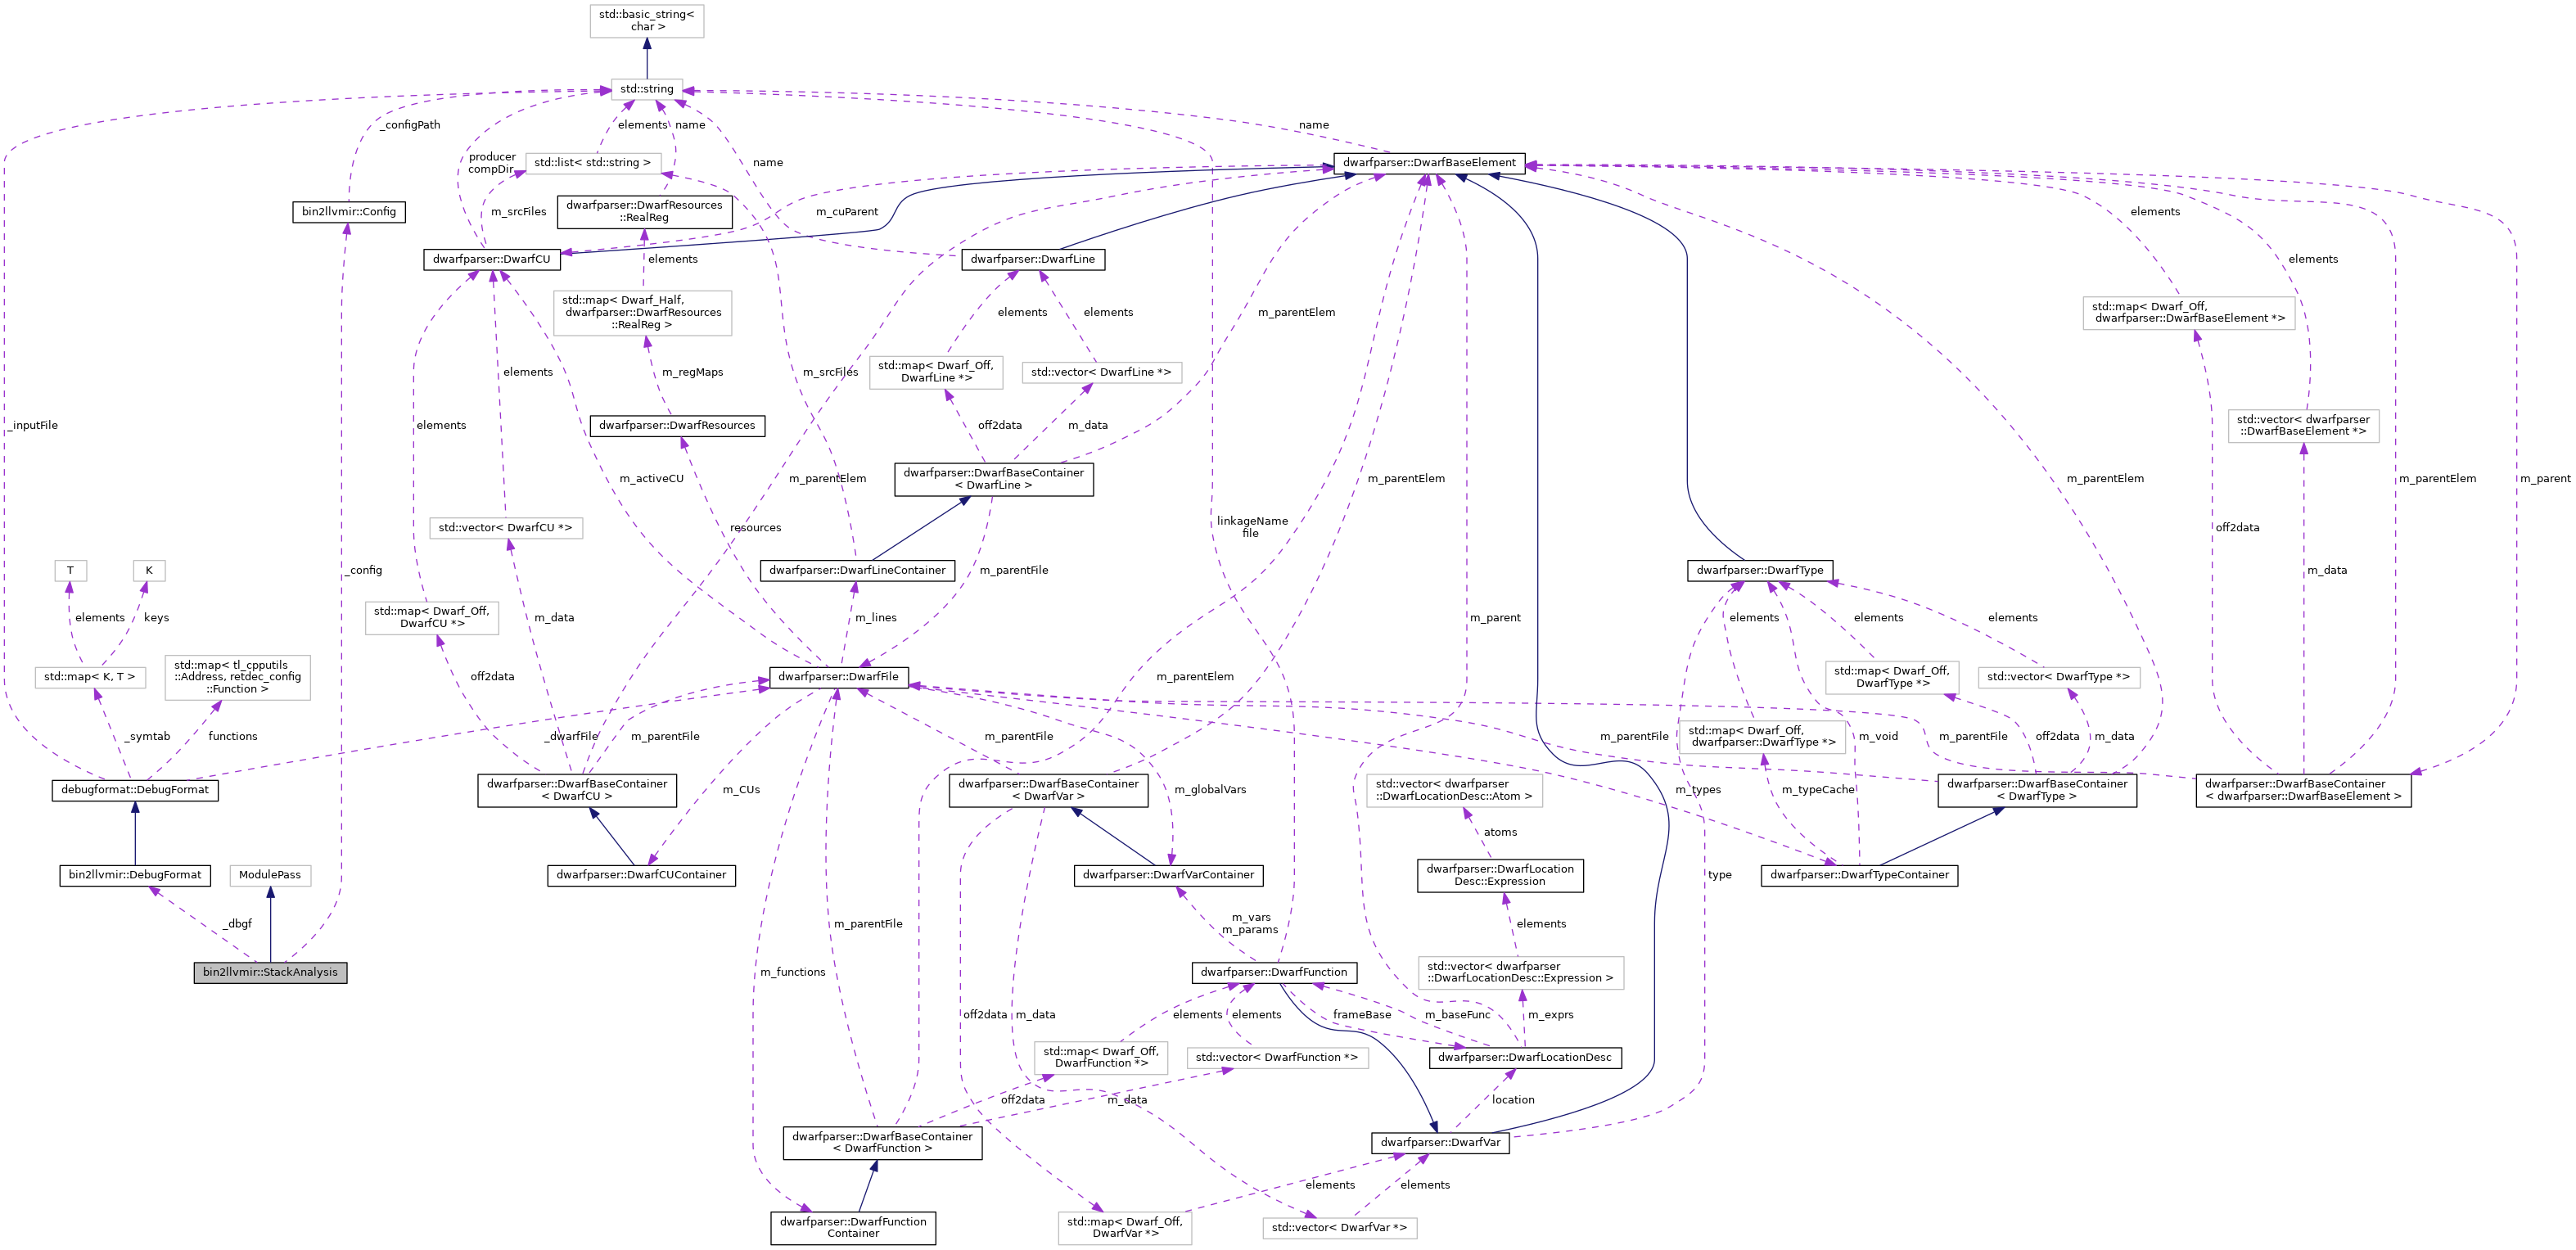 std::basic_string<
char >
std::string
elements
name
_configPath
name
producer
compDir
std::list< std::string >
name
dwarfparser::DwarfBaseElement
bin2llvmir::Config
m_srcFiles
dwarfparser::DwarfResources
::RealReg
m_cuParent
elements
dwarfparser::DwarfCU
elements
dwarfparser::DwarfLine
elements
std::map< Dwarf_Half,
dwarfparser::DwarfResources
::RealReg >
elements
elements
m_parentElem
std::map< Dwarf_Off,
dwarfparser::DwarfBaseElement *>
elements
m_regMaps
m_srcFiles
std::map< Dwarf_Off,
DwarfLine *>
std::vector< DwarfLine *>
_inputFile
elements
dwarfparser::DwarfResources
off2data
m_data
std::vector< dwarfparser
::DwarfBaseElement *>
m_activeCU
m_parentElem
dwarfparser::DwarfBaseContainer
< DwarfLine >
m_parentElem
m_parentElem
m_parentElem
m_parent
std::vector< DwarfCU *>
resources
linkageName
file
off2data
T
K
_config
dwarfparser::DwarfLineContainer
m_parentFile
dwarfparser::DwarfType
m_data
elements
keys
std::map< Dwarf_Off,
DwarfCU *>
m_data
m_lines
m_parent
elements
elements
elements
std::map< K, T >
std::map< tl_cpputils
::Address, retdec_config
::Function >
off2data
dwarfparser::DwarfFile
m_parentElem
std::map< Dwarf_Off,
DwarfType *>
std::vector< DwarfType *>
_symtab
functions
_dwarfFile
m_parentFile
m_parentFile
m_parentFile
std::map< Dwarf_Off,
dwarfparser::DwarfType *>
m_void
m_parentFile
off2data
m_data
debugformat::DebugFormat
dwarfparser::DwarfBaseContainer
< DwarfCU >
m_CUs
dwarfparser::DwarfBaseContainer
< DwarfVar >
m_globalVars
std::vector< dwarfparser
::DwarfLocationDesc::Atom >
m_types
m_typeCache
dwarfparser::DwarfBaseContainer
< DwarfType >
dwarfparser::DwarfBaseContainer
< dwarfparser::DwarfBaseElement >
atoms
bin2llvmir::DebugFormat
ModulePass
dwarfparser::DwarfCUContainer
dwarfparser::DwarfVarContainer
dwarfparser::DwarfLocation
Desc::Expression
type
dwarfparser::DwarfTypeContainer
_dbgf
m_parentFile
m_vars
m_params
elements
bin2llvmir::StackAnalysis
m_functions
dwarfparser::DwarfFunction
std::vector< dwarfparser
::DwarfLocationDesc::Expression >
off2data
m_data
elements
elements
frameBase
m_baseFunc
m_exprs
std::map< Dwarf_Off,
DwarfFunction *>
std::vector< DwarfFunction *>
dwarfparser::DwarfLocationDesc
off2data
m_data
location
dwarfparser::DwarfBaseContainer
< DwarfFunction >
dwarfparser::DwarfVar
elements
elements
dwarfparser::DwarfFunction
Container
std::map< Dwarf_Off,
DwarfVar *>
std::vector< DwarfVar *>